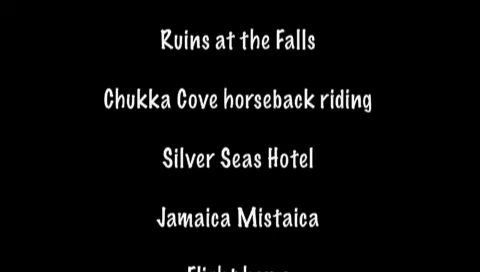 Ruins at the Falls
Chukka Cove horseback riding
Silver Seas Hotel
Jamaica Mistaica